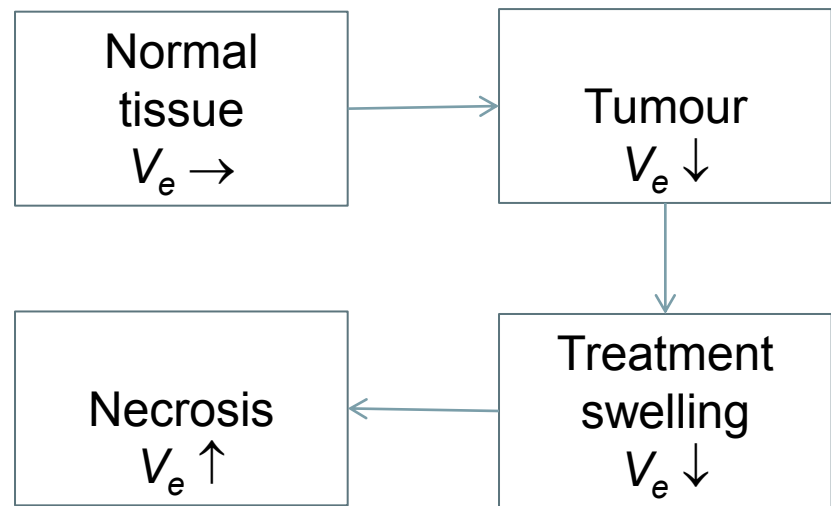 Normal
tissue
Ve →
Tumour
Ve ↓
Treatment
swelling
Ve ↓
Necrosis
Ve ↑